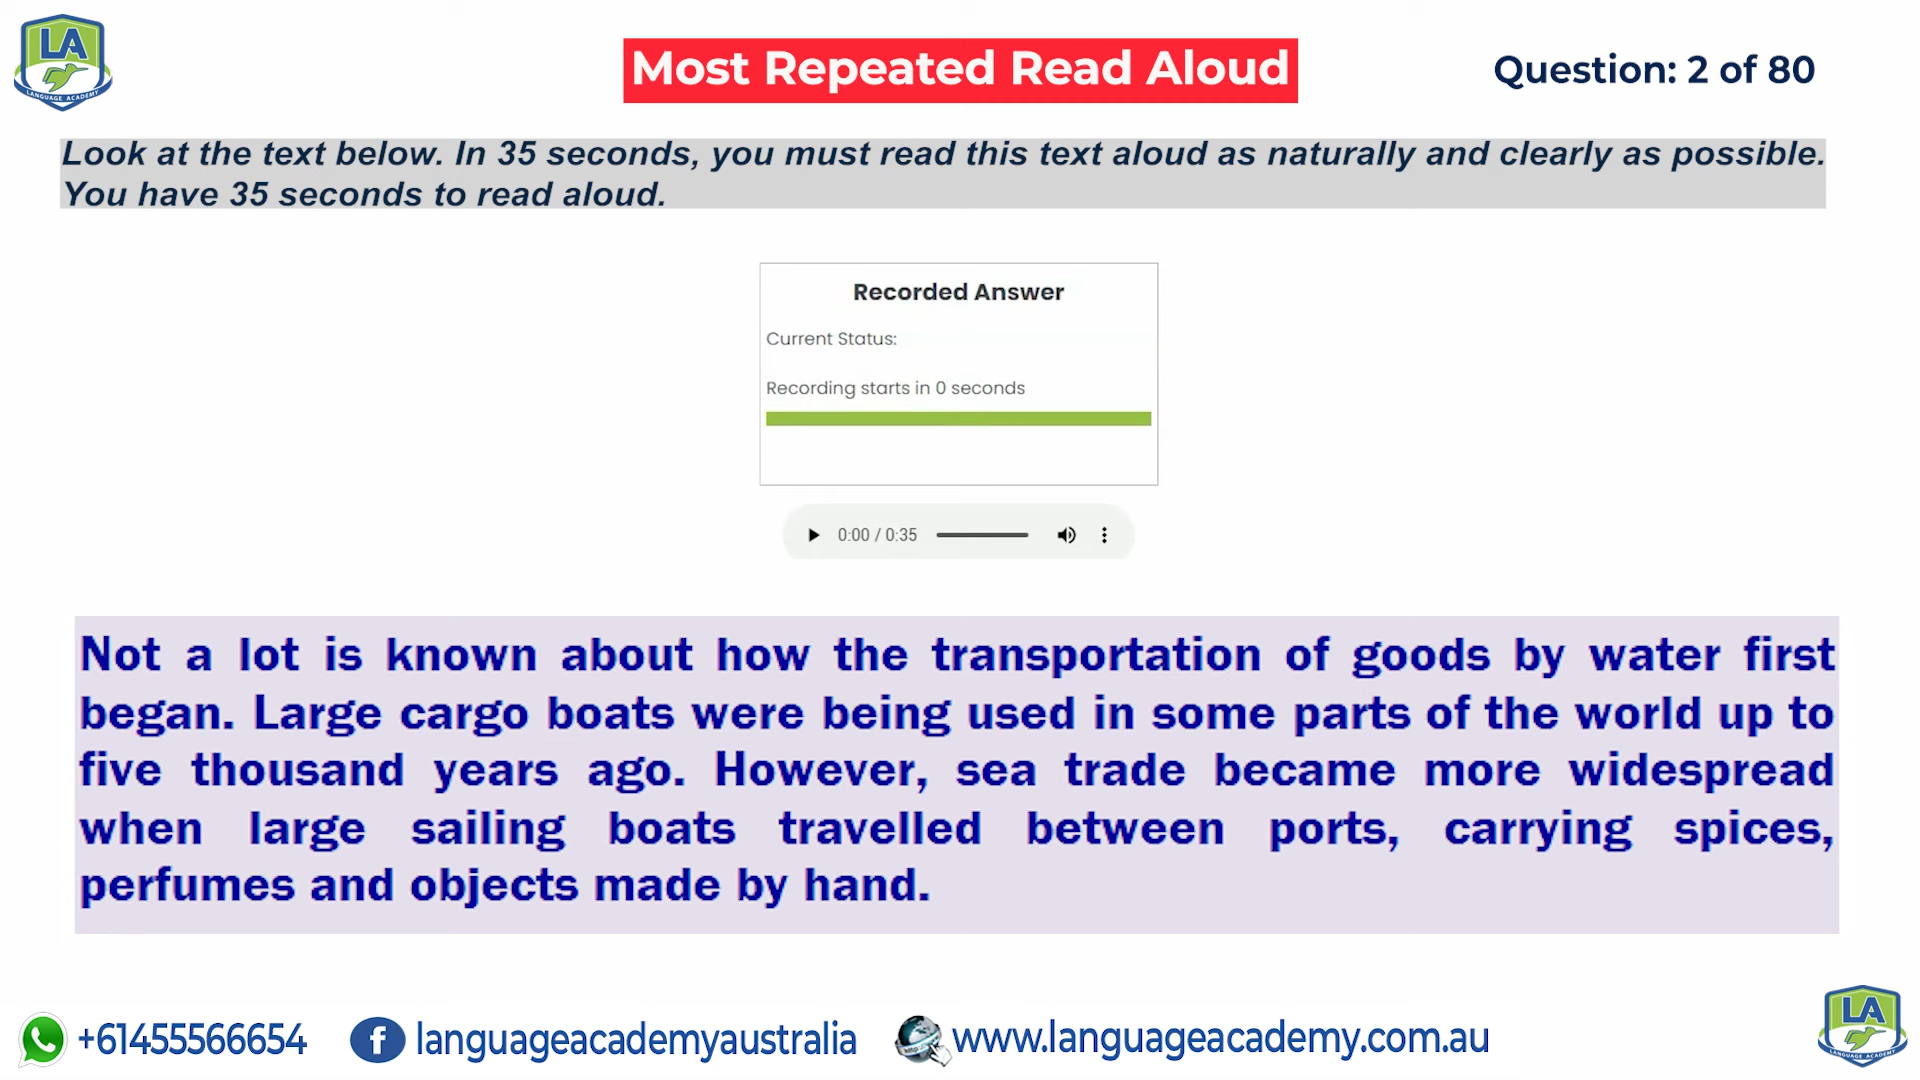 LA
LANGUAGE ACADEMY
Most Repeated Read Aloud
Question: 2 of 80
Look at the text below. In 35 seconds, you must read this text aloud as naturally and clearly as possible.
You have 35 seconds to read aloud.
Recorded Answer
Current Status:
Recording starts in 0 seconds
0:00 / 0:35
Not a lot is known about how the transportation of goods by water first
began. Large cargo boats were being used in some parts of the world up to
five thousand years ago. However, sea trade became more widespread
when large sailing boats travelled between ports, carrying spices,
perfumes and objects made by hand.
+61455566654
f languageacademyaustralia
http://
www.languageacademy.com.au
LA
LANGUAGE ACADEMY